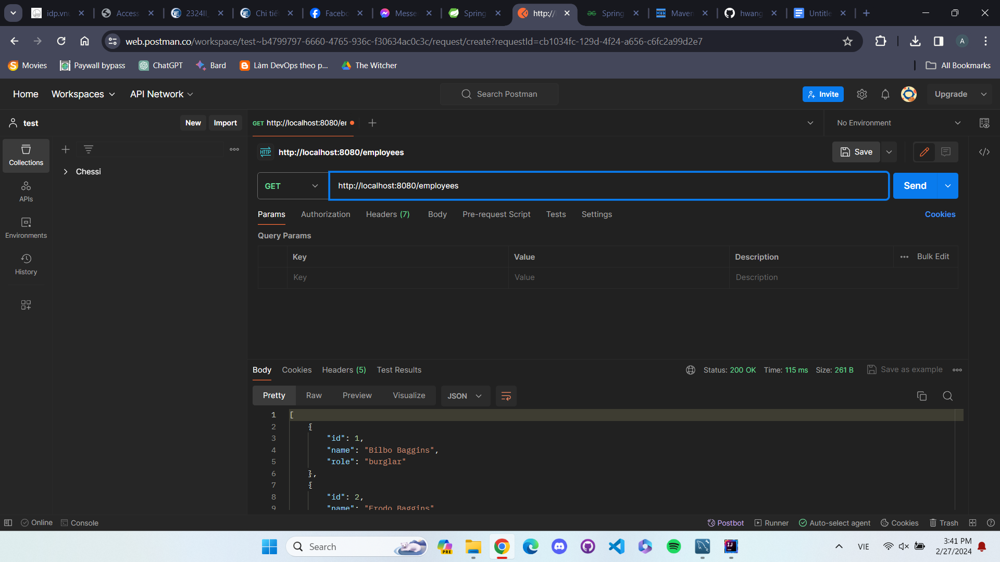 idp.vnu
Access
2324II_
Chi tiế
Facebo
Messe
Spring
http://
Spring
Maven
hwang
Untitle
web.postman.co/workspace/test~b4799797-6660-4765-936c-f30634ac0c3c/request/create?requestId=cb1034fc-129d-4f24-a656-c6fc2a99d2e7
A
Movies
Paywall bypass
ChatGPT
Bard
Làm DevOps theo p...
The Witcher
All Bookmarks
Home
Workspaces
API Network
Search Postman
Invite
Upgrade
test
New
Import
GET http://localhost:8080/er
No Environment
Collections
APIs
Environments
History
Chessi
HTTP http://localhost:8080/employees
Save
GET
http://localhost:8080/employees
Send
Params
Authorization
Headers (7)
Body
Pre-request Script
Tests
Settings
Cookies
Query Params
Key
Value
Description
Bulk Edit
Key
Value
Description
Body
Cookies
Headers (5)
Test Results
Status: 200 OK
Time: 115 ms
Size: 261 B
Save as example
Pretty
Raw
Preview
Visualize
JSON
1 [
2 {
3 "id": 1,
4 "name": "Bilbo Baggins",
5 "role": "burglar"
6 },
7 {
8 "id": 2,
9 "name": "Frodo Baggins"
Online
Console
Postbot
Runner
Auto-select agent
Cookies
Trash
Search
PRE
IJ
VIE
3:41 PM
2/27/2024